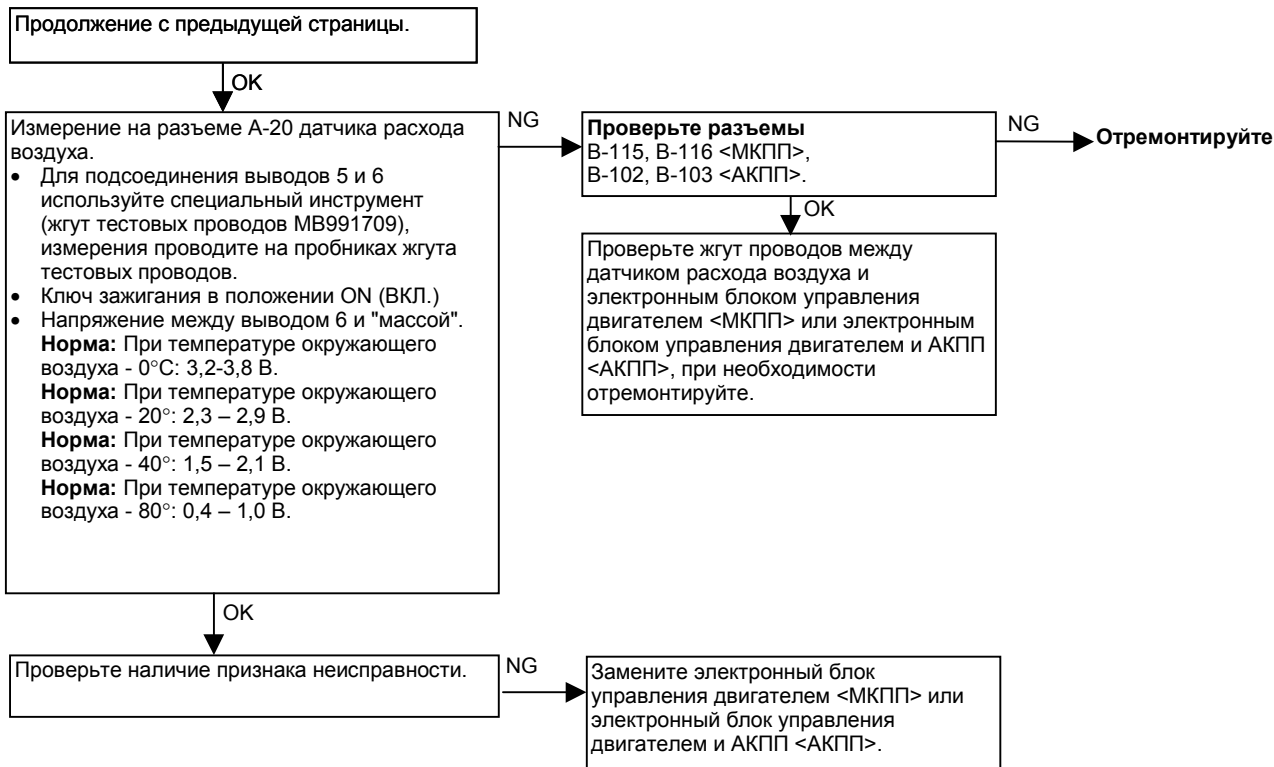 Продолжение с предыдущей страницы.
OK
Измерение на разъеме А-20 датчика расхода
воздуха.
• Для подсоединения выводов 5 и 6
используйте специальный инструмент
(жгут тестовых проводов MB991709),
измерения проводите на пробниках жгута
тестовых проводов.
• Ключ зажигания в положении ON (ВКЛ.)
• Напряжение между выводом 6 и "массой".
Норма: При температуре окружающего
воздуха - 0°С: 3,2-3,8 В.
Норма: При температуре окружающего
воздуха - 20°: 2,3 – 2,9 В.
Норма: При температуре окружающего
воздуха - 40°: 1,5 – 2,1 В.
Норма: При температуре окружающего
воздуха - 80°: 0,4 – 1,0 В.
NG
Проверьте разъемы
В-115, В-116 <МКПП>,
В-102, В-103 <АКПП>.
NG
Отремонтируйте
OK
Проверьте жгут проводов между
датчиком расхода воздуха и
электронным блоком управления
двигателем <МКПП> или электронным
блоком управления двигателем и АКПП
<АКПП>, при необходимости
отремонтируйте.
OK
Проверьте наличие признака неисправности.
NG
Замените электронный блок
управления двигателем <МКПП> или
электронный блок управления
двигателем и АКПП <АКПП>.